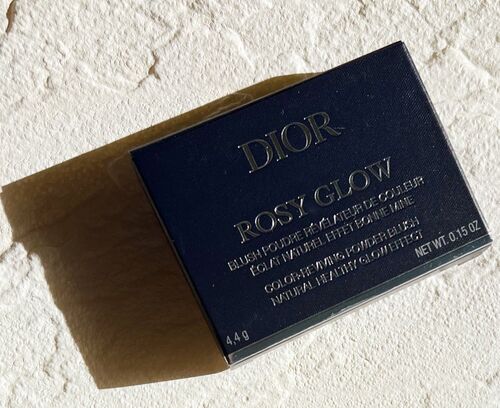 DIOR
ROSY GLOW
BLUSH POUDRE RÉVÉLATEUR DE COULEUR
ÉCLAT NATUREL EFFET BONNE MINE
COLOR-REVIVING POWDER BLUSH
NATURAL HEALTHY GLOW EFFECT
4,4 g
NET WT. 0.15 OZ